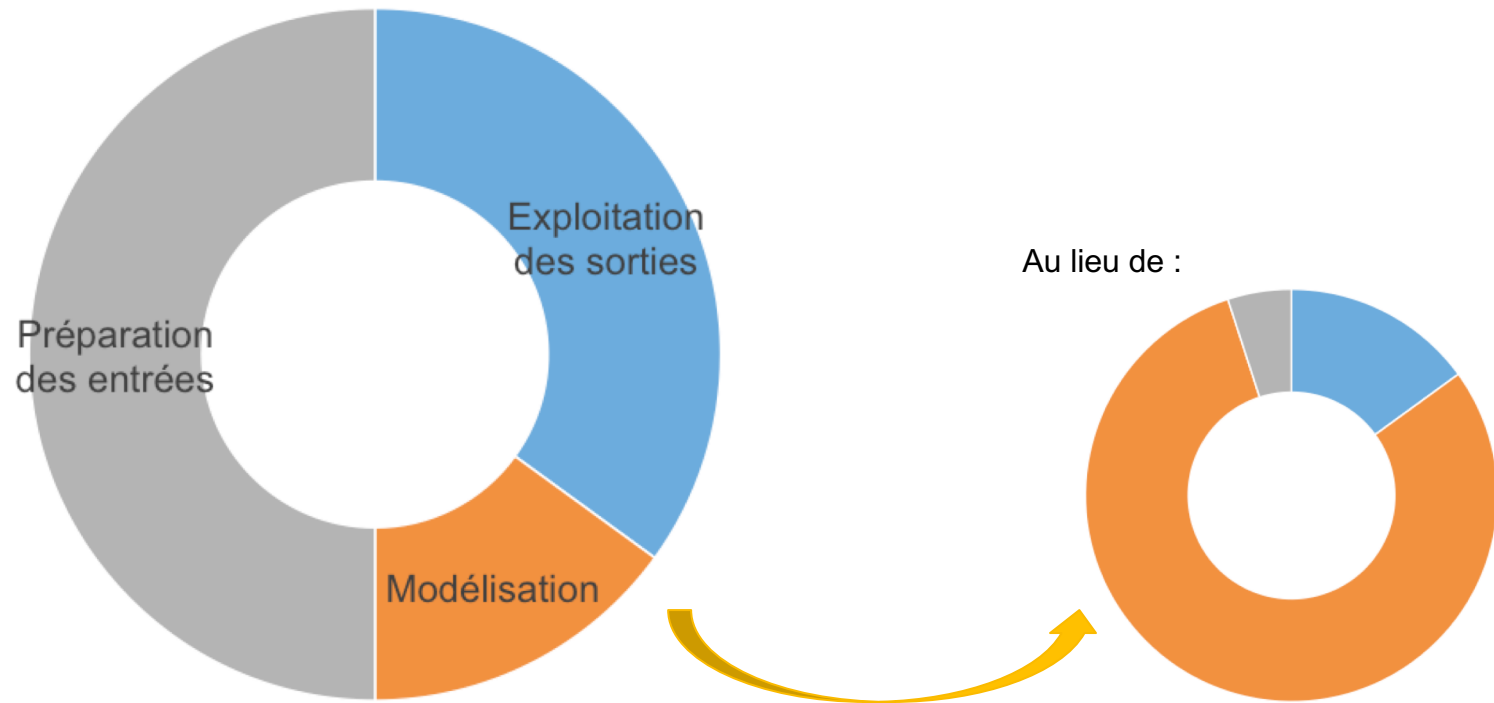 Exploitation
des sorties
Au lieu de :
Préparation
des entrées
Modélisation